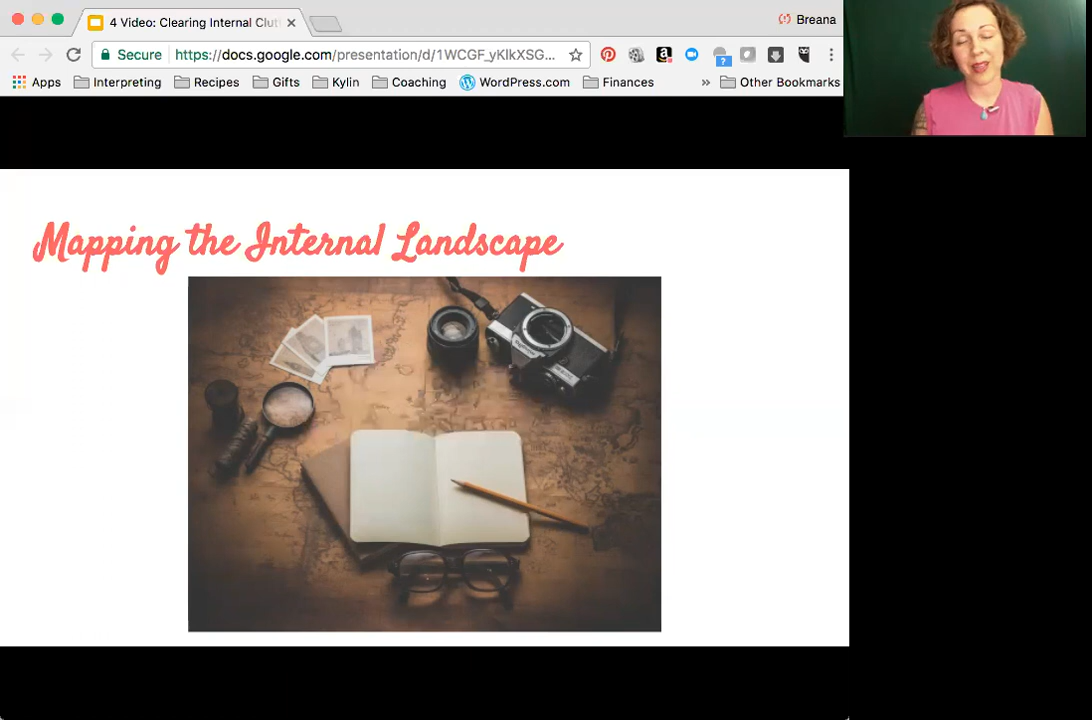 4 Video: Clearing Internal Clut
Breana
Secure
https://docs.google.com/presentation/d/1WCGF_yKlkXSG...
Apps
Interpreting
Recipes
Gifts
Kylin
Coaching
WordPress.com
Finances
»
Other Bookmarks
Mapping the Internal Landscape